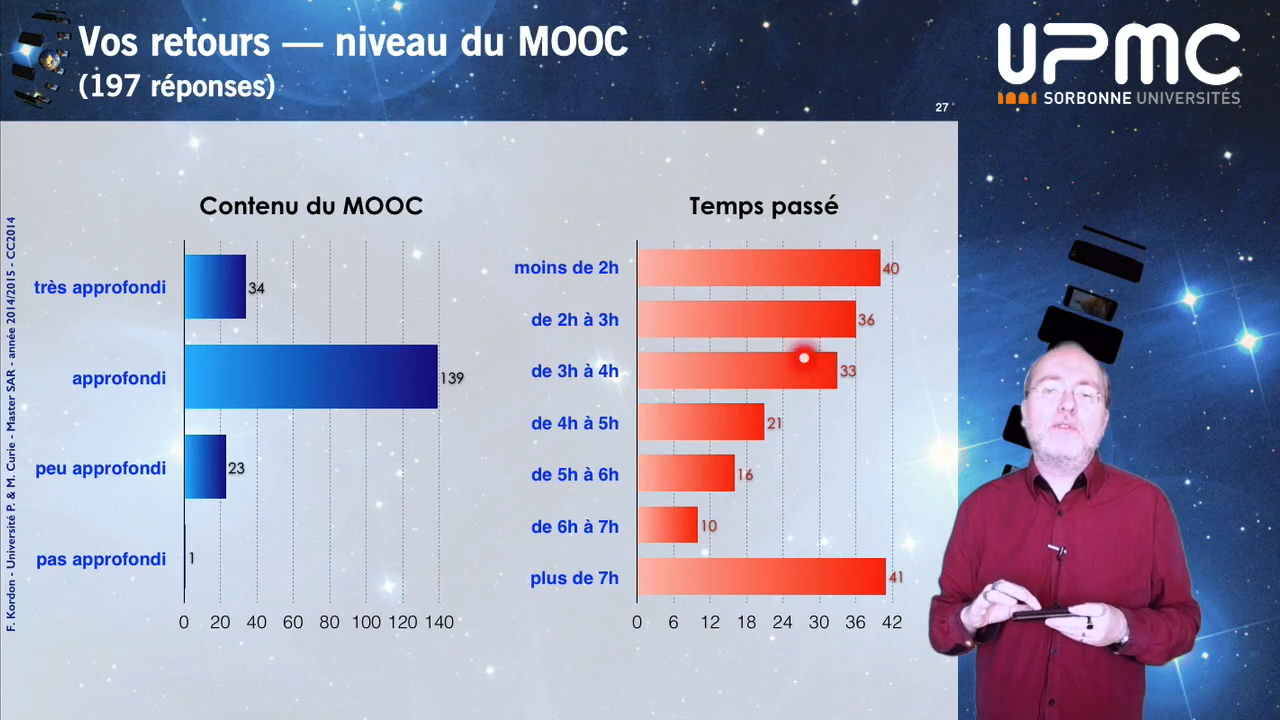 Vos retours — niveau du MOOC
(197 réponses)
27
UPMC
SORBONNE UNIVERSITÉS
F. Kordon - Université P. & M. Curie - Master SAR - année 2014/2015 - CC2014
Contenu du MOOC
très approfondi
34
approfondi
139
peu approfondi
23
pas approfondi
1
0 20 40 60 80 100 120 140
Temps passé
moins de 2h
40
de 2h à 3h
36
de 3h à 4h
33
de 4h à 5h
21
de 5h à 6h
16
de 6h à 7h
10
plus de 7h
41
0 6 12 18 24 30 36 42